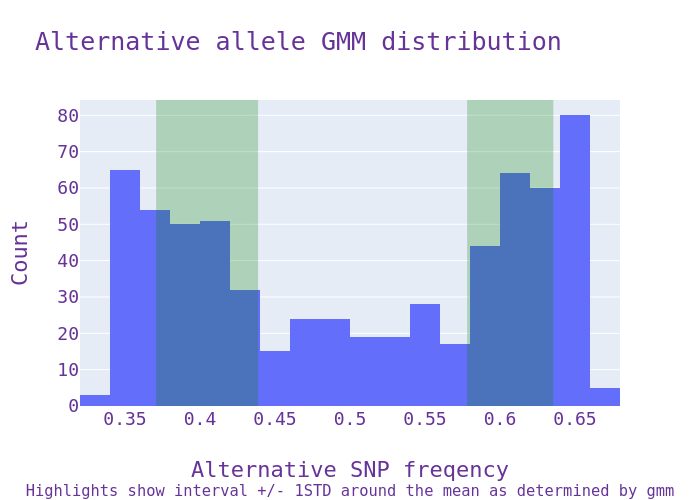 Alternative allele GMM distribution
80
70
60
50
40
30
20
10
0
Count
0.35 0.4 0.45 0.5 0.55 0.6 0.65
Alternative SNP freqency
Highlights show interval +/- 1STD around the mean as determined by gmm